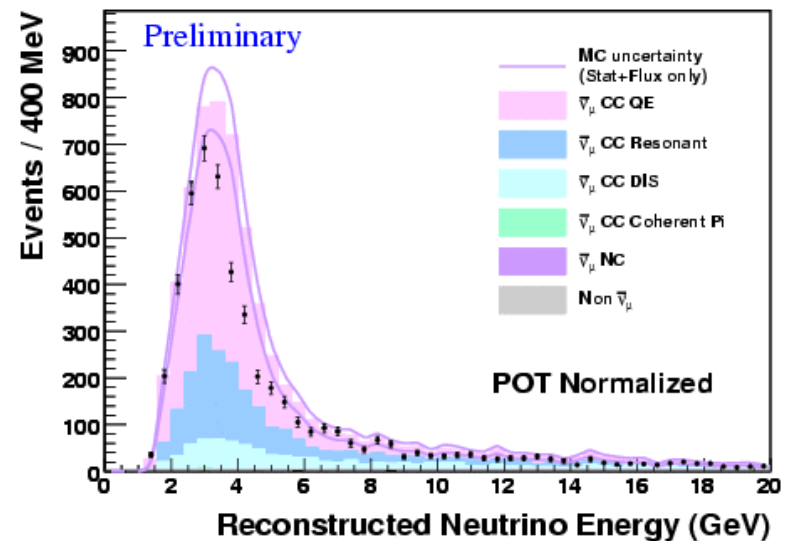 Preliminary
Events / 400 MeV
900
800
700
600
500
400
300
200
100
0
MC uncertainty
(Stat+Flux only)
ν̅μ CC QE
ν̅μ CC Resonant
ν̅μ CC DIS
ν̅μ CC Coherent Pi
ν̅μ NC
Non ν̅μ
POT Normalized
0 2 4 6 8 10 12 14 16 18 20
Reconstructed Neutrino Energy (GeV)